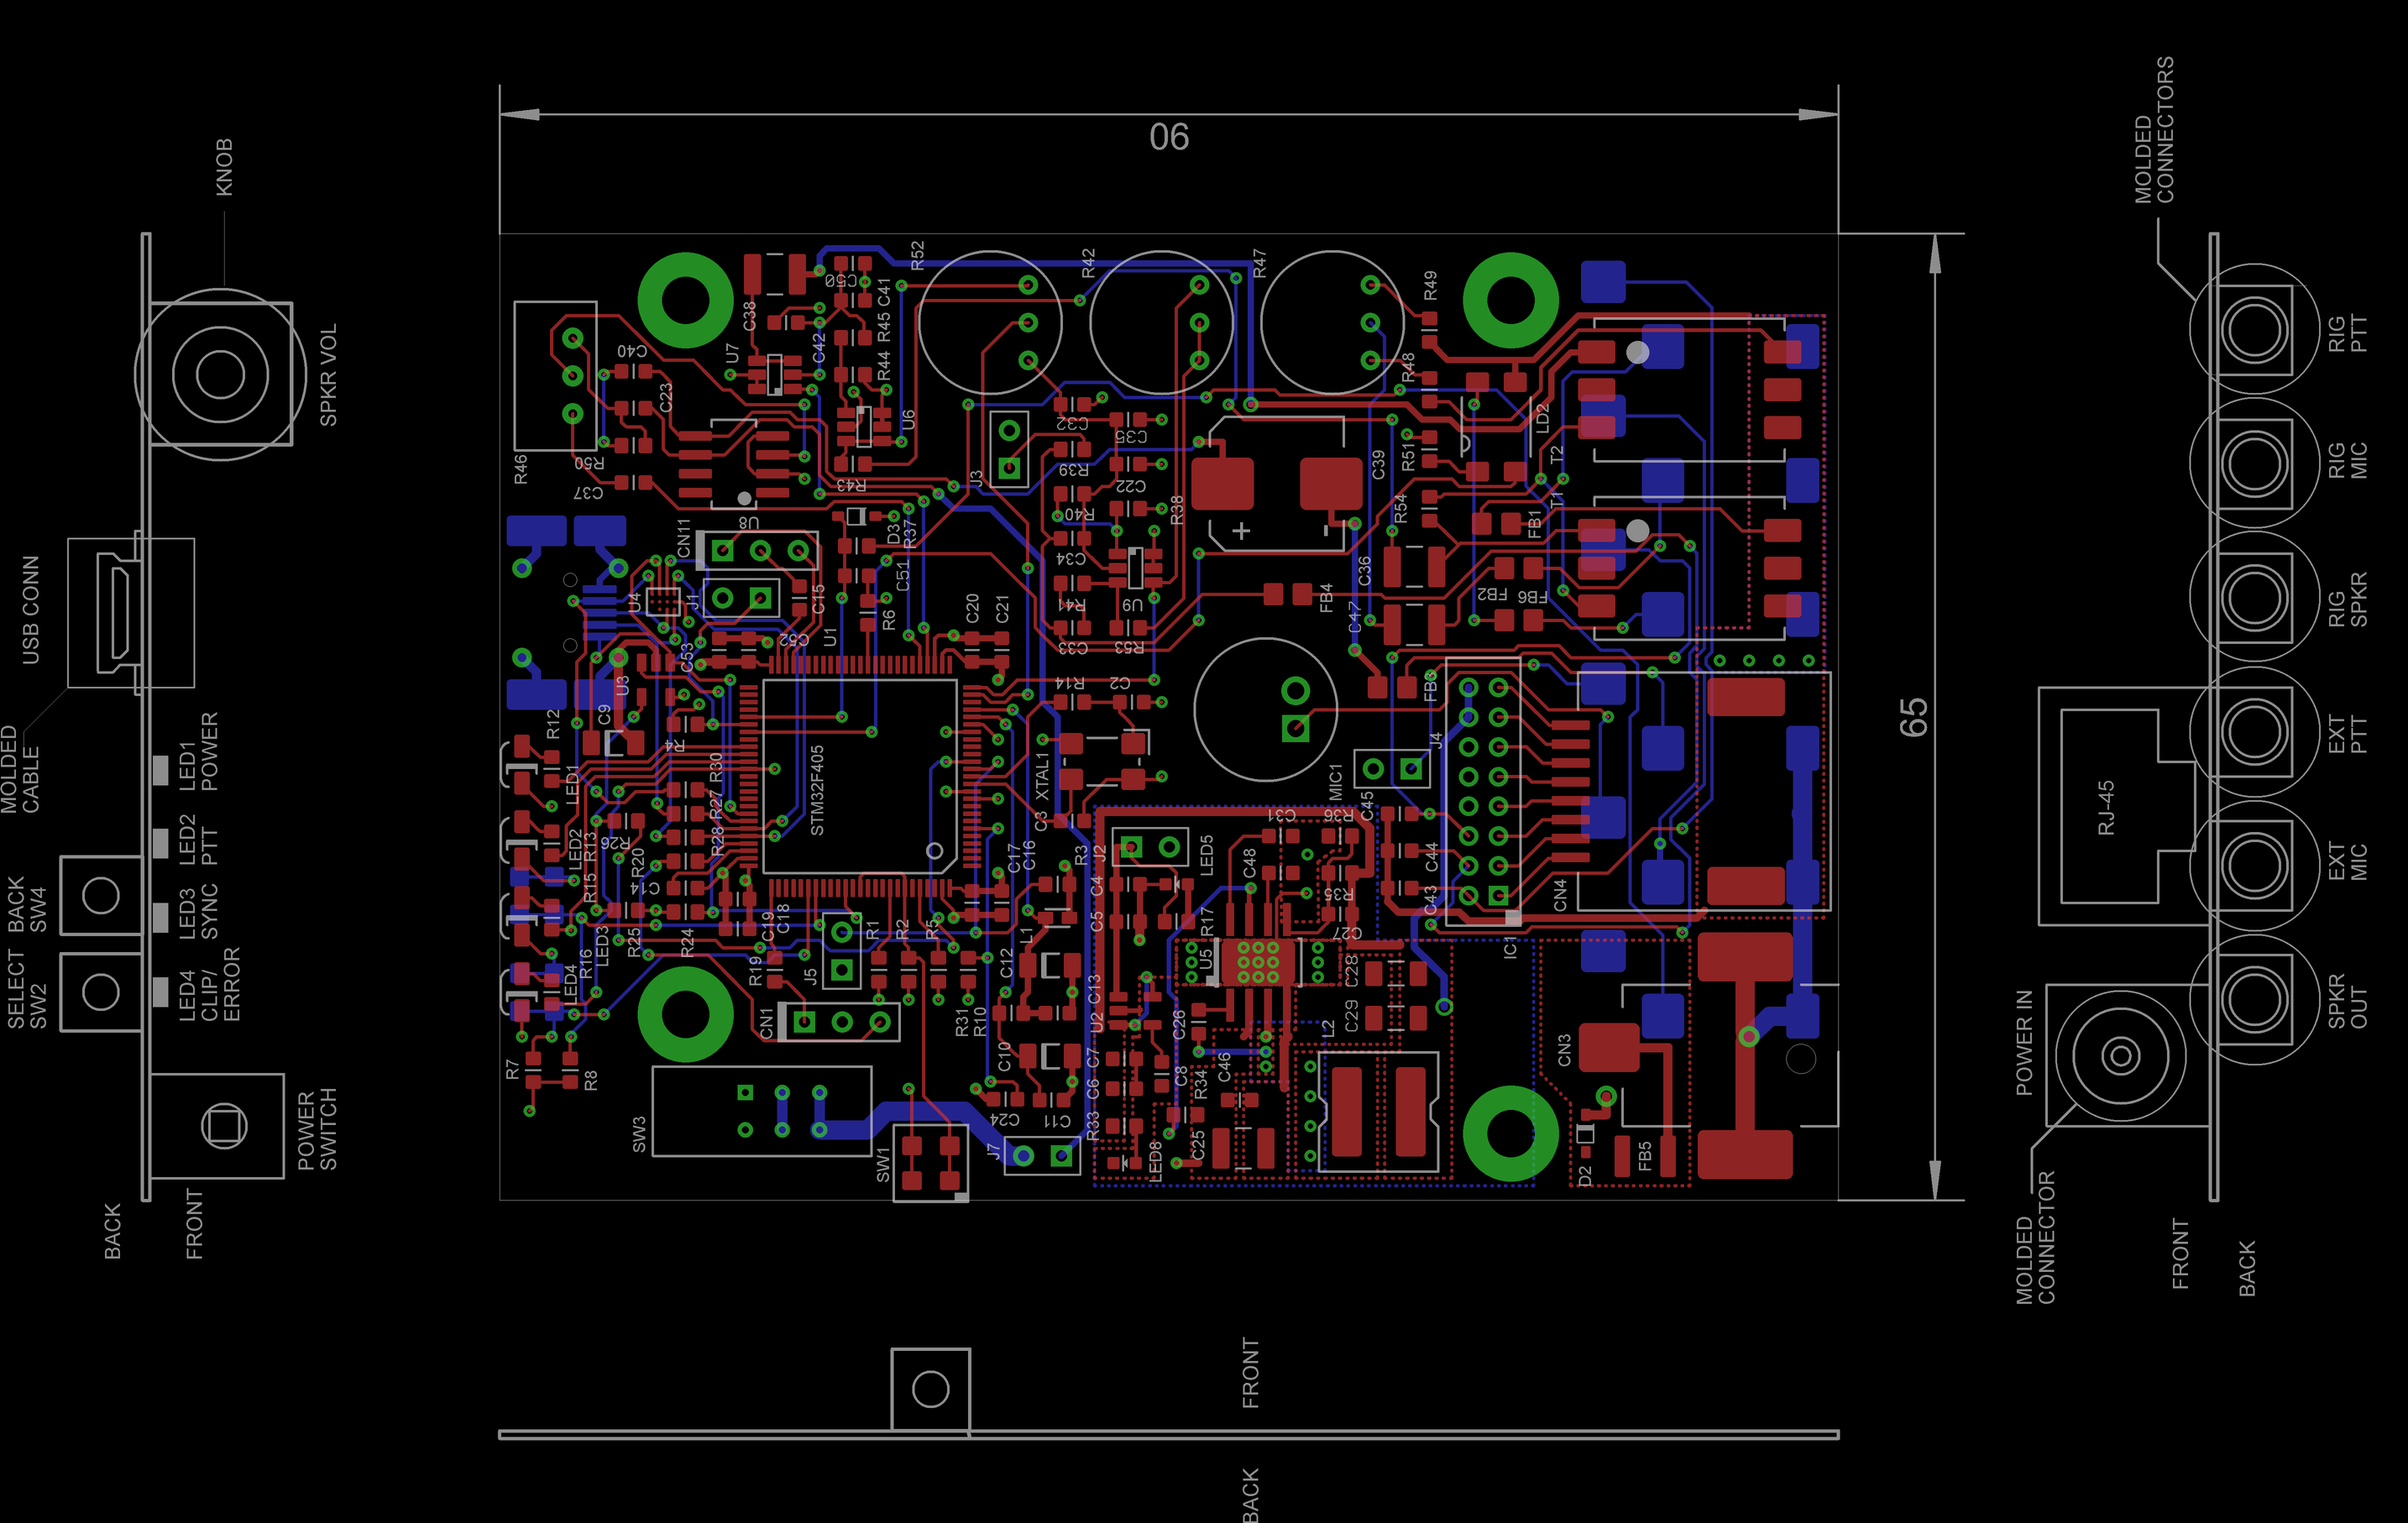 KNOB
SPKR VOL
USB CONN
MOLDED
CABLE
LED1
POWER
LED2
PTT
LED3
SYNC
LED4
CLIP/
ERROR
BACK
SW4
SELECT
SW2
POWER
SWITCH
BACK
FRONT
90
65
R46
C40
C23
R50
C37
C38
U7
C42
C50
C41
R45
R44
U6
R43
R52
R42
R47
R49
R48
R51
R54
LD2
T2
T1
FB1
FB2
FB6
C39
C36
C47
FB4
FB3
J3
C32
C35
R39
C22
R40
R38
C34
R41
U9
C33
R53
R14
C2
CN11
U8
D3
R37
C51
J1
C15
U4
C52
U1
R6
C20
C21
C53
U3
C9
R12
R4
LED1
R30
R27
R28
STM32F405
XTAL1
C3
MIC1
J4
C45
LED2
R13
R26
R20
R15
C14
LED3
R25
R24
R16
LED4
C19
C18
R19
J5
R1
R2
R5
C17
C16
R3
L1
C12
C13
J2
C4
C5
LED5
R17
C48
C31
R36
R35
C27
C44
C43
CN4
IC1
U5
C28
C29
L2
C26
U2
R31
R10
C10
CN1
R7
R8
SW3
SW1
J7
C24
C11
C7
C6
C8
R33
R34
C46
C25
LED8
CN3
D2
FB5
MOLDED
CONNECTORS
RIG
PTT
RIG
MIC
RIG
SPKR
EXT
PTT
EXT
MIC
SPKR
OUT
RJ-45
POWER IN
MOLDED
CONNECTOR
FRONT
BACK
FRONT
BACK